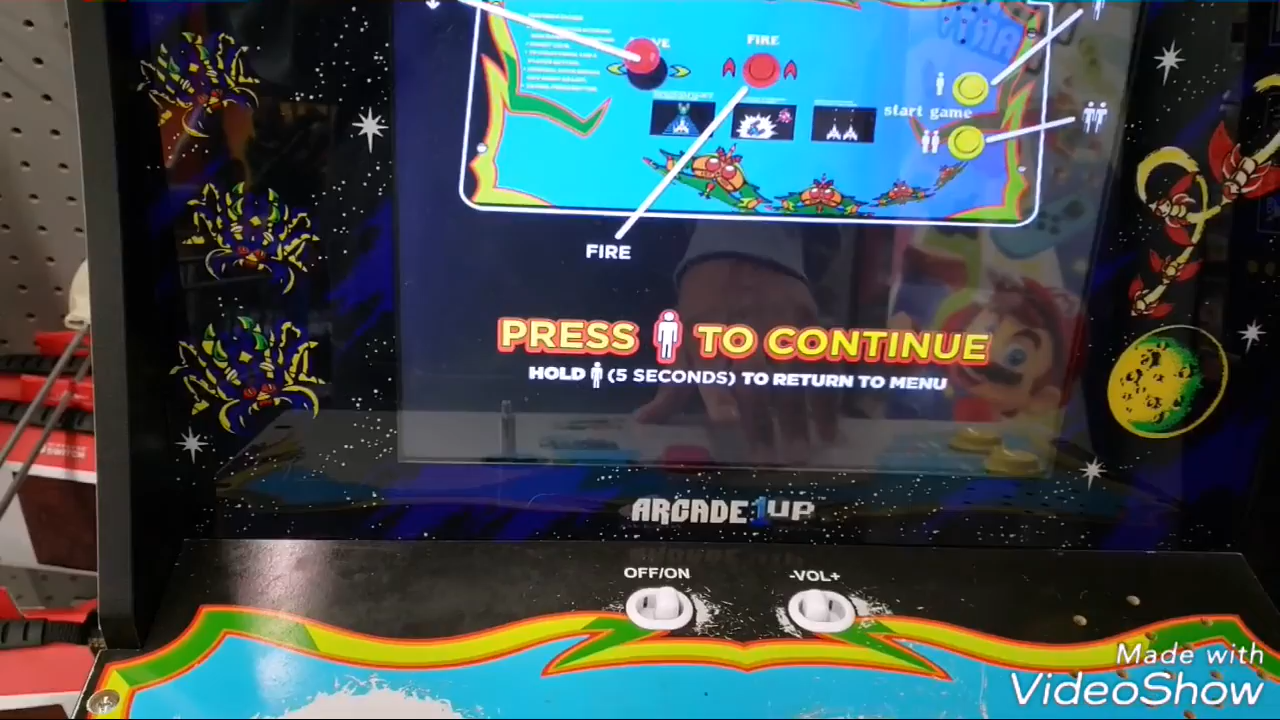 FIRE
start game
FIRE
PRESS TO CONTINUE
HOLD (5 SECONDS) TO RETURN TO MENU
ARCADE1UP
OFF/ON
-VOL+
Made with
VideoShow